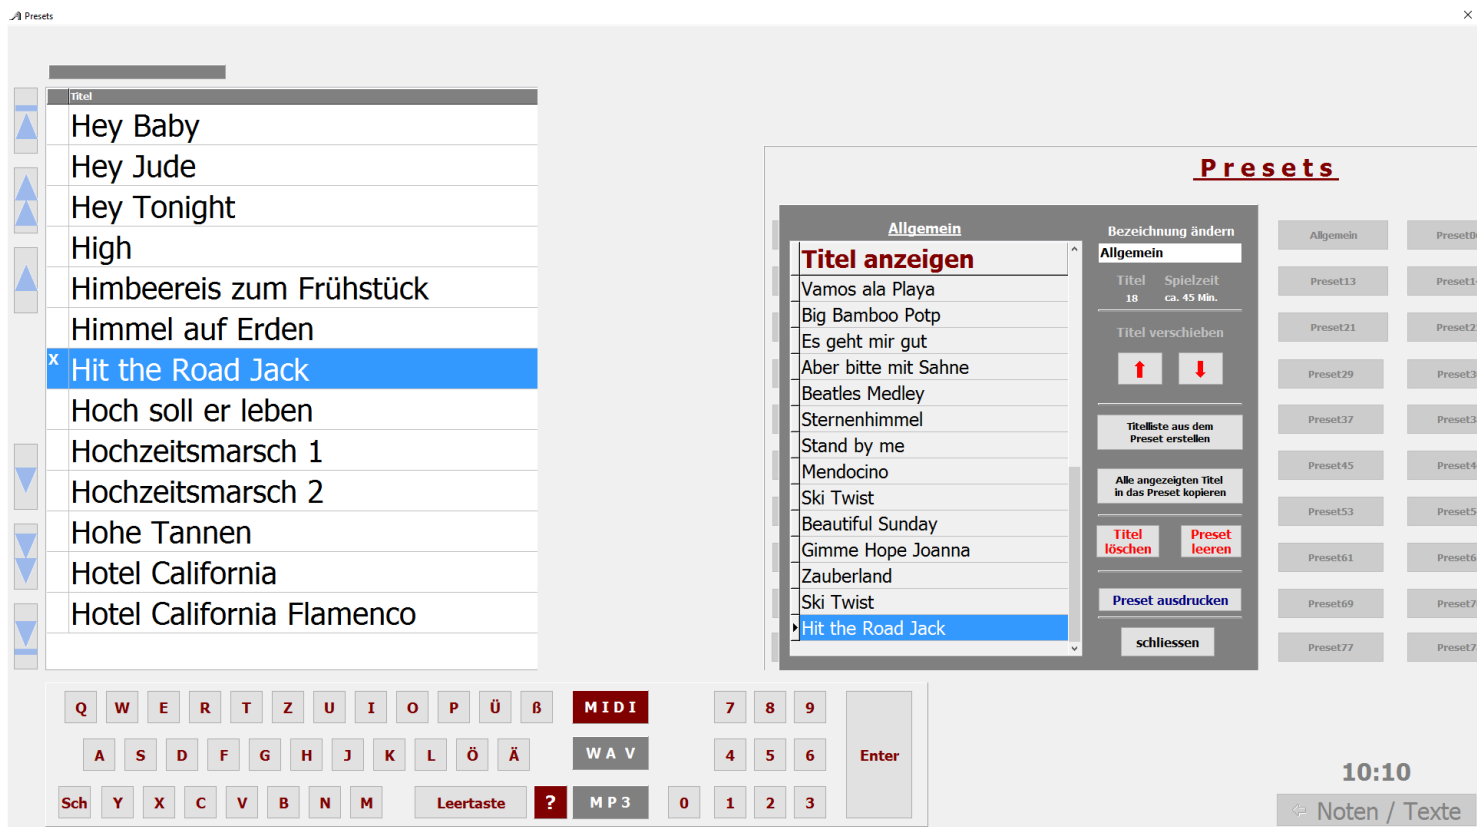 Presets
Titel
Hey Baby
Hey Jude
Hey Tonight
High
Himbeereis zum Frühstück
Himmel auf Erden
X Hit the Road Jack
Hoch soll er leben
Hochzeitsmarsch 1
Hochzeitsmarsch 2
Hohe Tannen
Hotel California
Hotel California Flamenco
Presets
Allgemein
Titel anzeigen
Vamos ala Playa
Big Bamboo Potp
Es geht mir gut
Aber bitte mit Sahne
Beatles Medley
Sternenhimmel
Stand by me
Mendocino
Ski Twist
Beautiful Sunday
Gimme Hope Joanna
Zauberland
Ski Twist
Hit the Road Jack
Bezeichnung ändern
Allgemein
Titel Spielzeit
18 ca. 45 Min.
Titel verschieben
Titelliste aus dem
Preset erstellen
Alle angezeigten Titel
in das Preset kopieren
Titel
löschen
Preset
leeren
Preset ausdrucken
schliessen
Allgemein
Preset13
Preset21
Preset29
Preset37
Preset45
Preset53
Preset61
Preset69
Preset77
Q W E R T Z U I O P Ü ß MIDI 7 8 9
A S D F G H J K L Ö Ä WAV 4 5 6 Enter
Sch Y X C V B N M Leertaste ? MP3 0 1 2 3
10:10
Noten / Texte